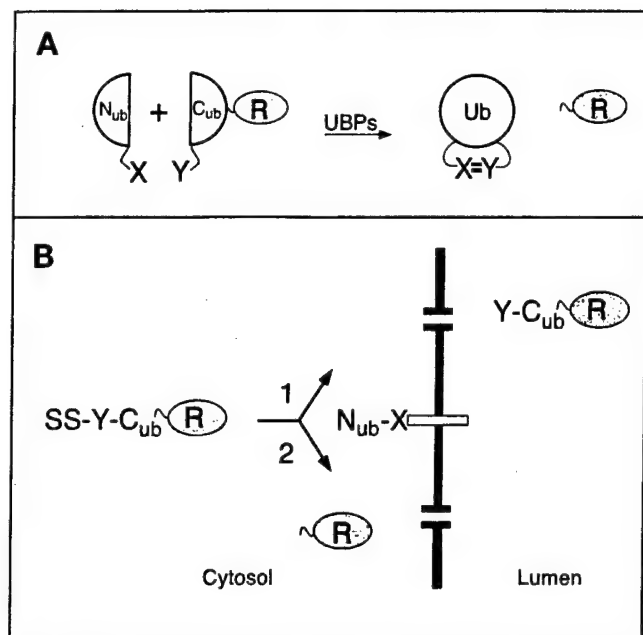 A
Nub + Cub R UBPs Ub R
X Y X=Y
B
Y-Cub R
1
SS-Y-Cub R Nub-X
2
R
Cytosol Lumen